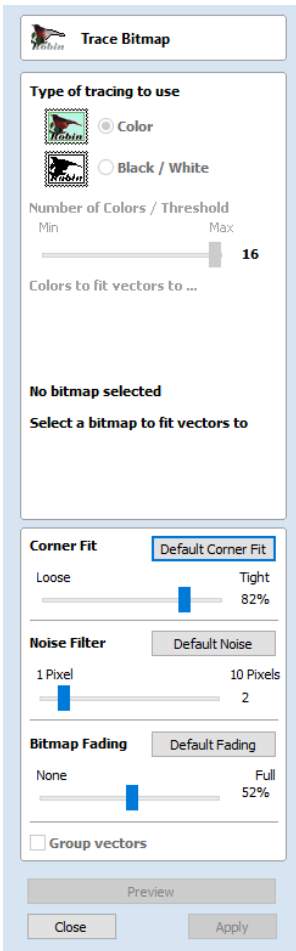 Robin Trace Bitmap
Type of tracing to use
Robin Color
Robin Black / White
Number of Colors / Threshold
Min Max
16
Colors to fit vectors to ...
No bitmap selected
Select a bitmap to fit vectors to
Corner Fit Default Corner Fit
Loose Tight
82%
Noise Filter Default Noise
1 Pixel 10 Pixels
2
Bitmap Fading Default Fading
None Full
52%
Group vectors
Preview
Close Apply